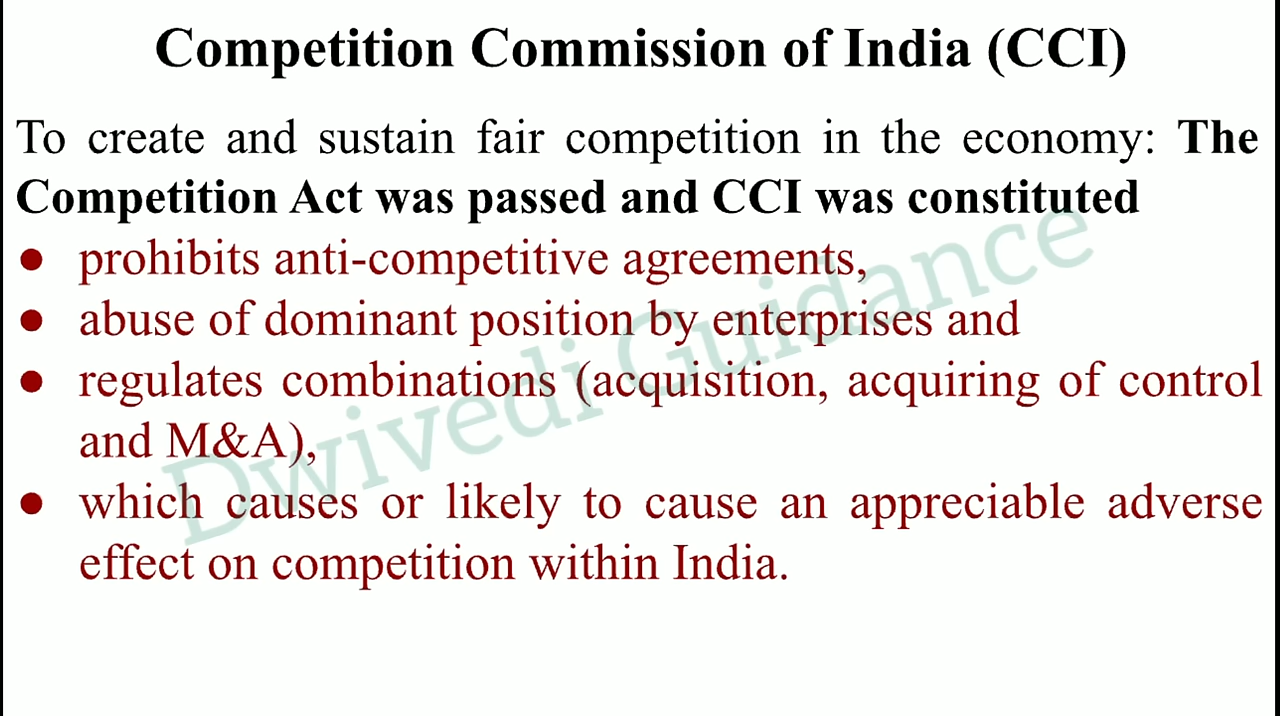 Competition Commission of India (CCI)
To create and sustain fair competition in the economy: The
Competition Act was passed and CCI was constituted
● prohibits anti-competitive agreements,
● abuse of dominant position by enterprises and
● regulates combinations (acquisition, acquiring of control
and M&A),
● which causes or likely to cause an appreciable adverse
effect on competition within India.
Dwivedi Guidance